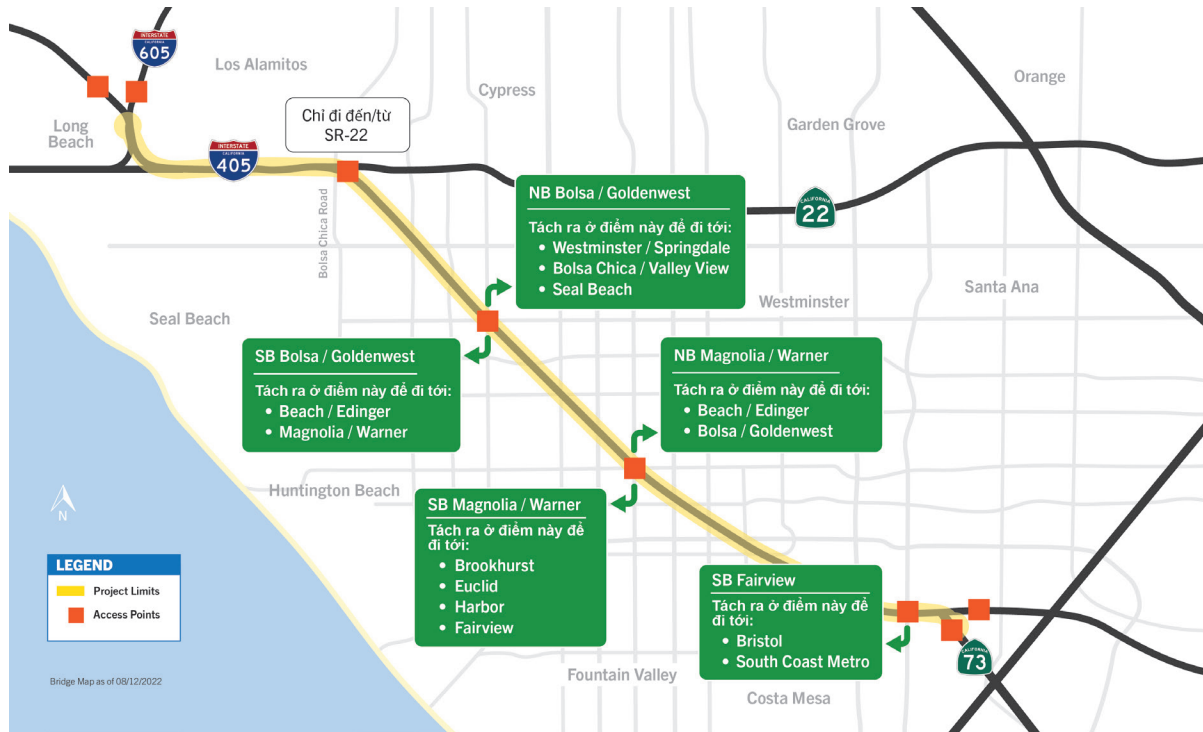 INTERSTATE
CALIFORNIA
605
Los Alamitos
Cypress
Orange
Long
Beach
Chỉ đi đến/từ
SR-22
Garden Grove
INTERSTATE
CALIFORNIA
405
Bolsa Chica Road
NB Bolsa / Goldenwest
Tách ra ở điểm này để đi tới:
• Westminster / Springdale
• Bolsa Chica / Valley View
• Seal Beach
CALIFORNIA
22
Santa Ana
Westminster
Seal Beach
SB Bolsa / Goldenwest
Tách ra ở điểm này để đi tới:
• Beach / Edinger
• Magnolia / Warner
NB Magnolia / Warner
Tách ra ở điểm này để đi tới:
• Beach / Edinger
• Bolsa / Goldenwest
Huntington Beach
SB Magnolia / Warner
Tách ra ở điểm này để
đi tới:
• Brookhurst
• Euclid
• Harbor
• Fairview
N
LEGEND
Project Limits
Access Points
SB Fairview
Tách ra ở điểm này để
đi tới:
• Bristol
• South Coast Metro
CALIFORNIA
73
Fountain Valley
Costa Mesa
Bridge Map as of 08/12/2022